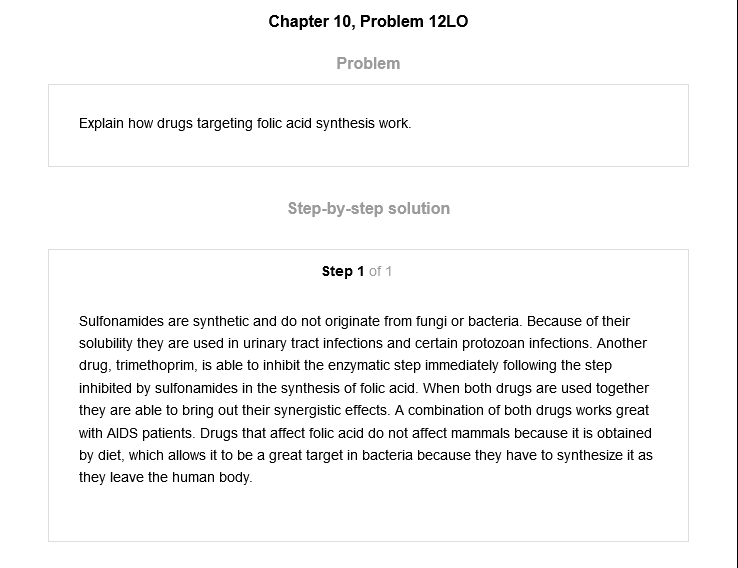 Chapter 10, Problem 12LO
Problem
Explain how drugs targeting folic acid synthesis work.
Step-by-step solution
Step 1 of 1
Sulfonamides are synthetic and do not originate from fungi or bacteria. Because of their
solubility they are used in urinary tract infections and certain protozoan infections. Another
drug, trimethoprim, is able to inhibit the enzymatic step immediately following the step
inhibited by sulfonamides in the synthesis of folic acid. When both drugs are used together
they are able to bring out their synergistic effects. A combination of both drugs works great
with AIDS patients. Drugs that affect folic acid do not affect mammals because it is obtained
by diet, which allows it to be a great target in bacteria because they have to synthesize it as
they leave the human body.